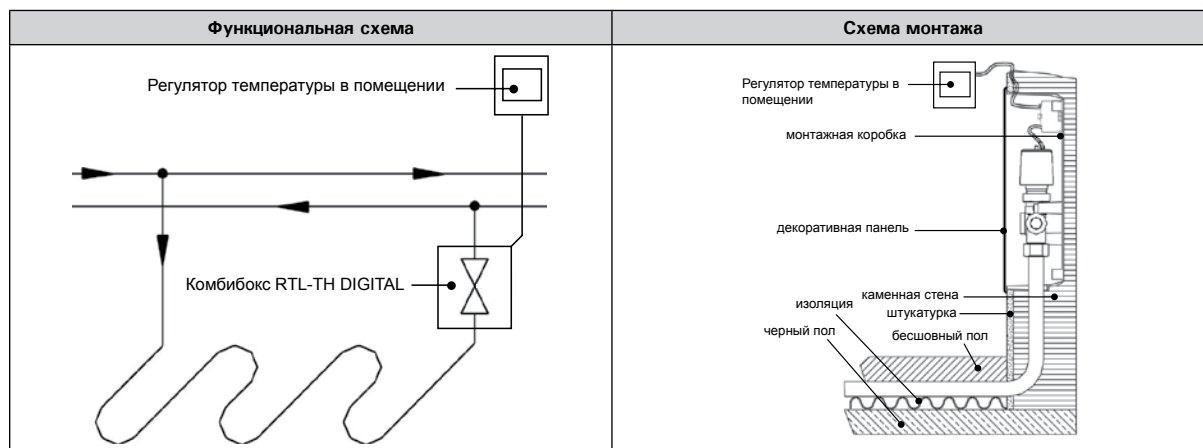 Функциональная схема
Регулятор температуры в помещении
Комбибокс RTL-TH DIGITAL
Схема монтажа
Регулятор температуры в
помещении
монтажная коробка
декоративная панель
каменная стена
изоляция
штукатурка
черный пол
бесшовный пол